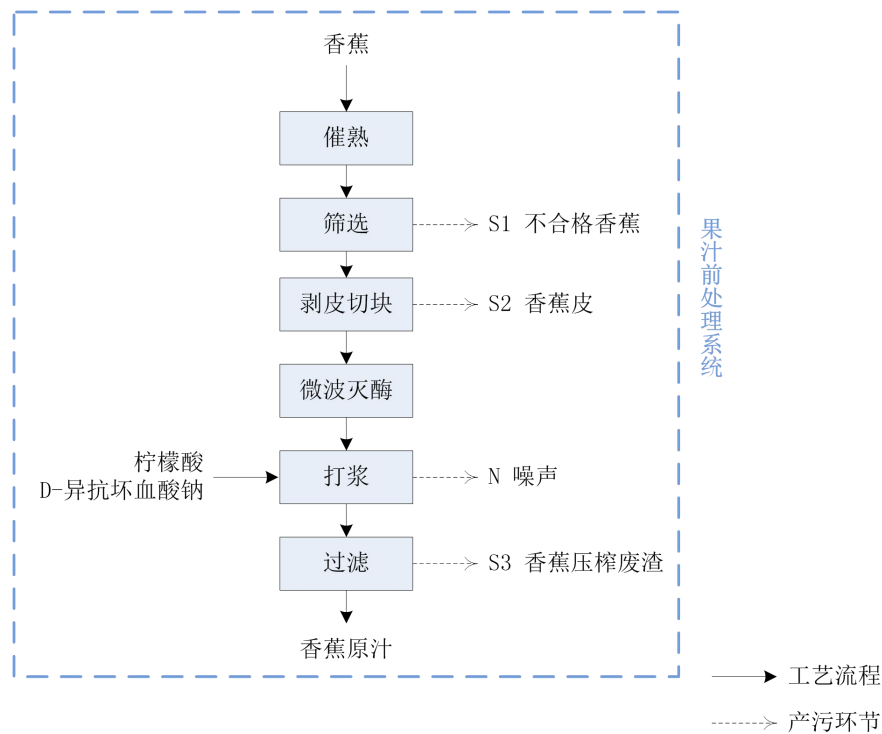 香蕉
催熟
筛选
S1 不合格香蕉
剥皮切块
S2 香蕉皮
微波灭酶
柠檬酸
D-异抗坏血酸钠
打浆
N 噪声
过滤
S3 香蕉压榨废渣
香蕉原汁
果汁前处理系统
工艺流程
产污环节